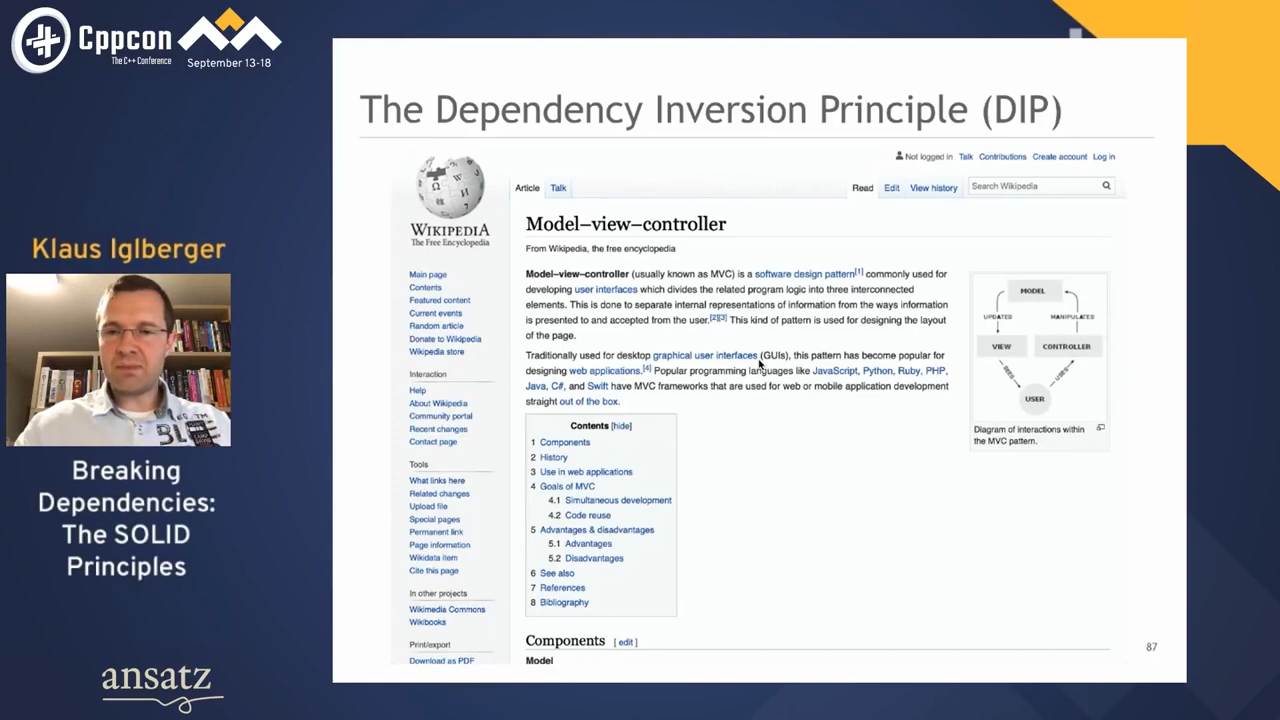 Cppcon
The C++ Conference
September 13-18
Klaus Iglberger
Breaking
Dependencies:
The SOLID
Principles
ansatz
The Dependency Inversion Principle (DIP)
Not logged in Talk Contributions Create account Log in
Article Talk Read Edit View history Search Wikipedia
WIKIPEDIA
The Free Encyclopedia
Main page
Contents
Featured content
Current events
Random article
Donate to Wikipedia
Wikipedia store
Interaction
Help
About Wikipedia
Community portal
Recent changes
Contact page
Tools
What links here
Related changes
Upload file
Special pages
Permanent link
Page information
Wikidata item
Cite this page
In other projects
Wikimedia Commons
Wikibooks
Print/export
Download as PDF
Model–view–controller
From Wikipedia, the free encyclopedia
Model–view–controller (usually known as MVC) is a software design pattern[1] commonly used for
developing user interfaces which divides the related program logic into three interconnected
elements. This is done to separate internal representations of information from the ways information
is presented to and accepted from the user.[2][3] This kind of pattern is used for designing the layout
of the page.
Traditionally used for desktop graphical user interfaces (GUIs), this pattern has become popular for
designing web applications.[4] Popular programming languages like JavaScript, Python, Ruby, PHP,
Java, C#, and Swift have MVC frameworks that are used for web or mobile application development
straight out of the box.
Contents [hide]
1 Components
2 History
3 Use in web applications
4 Goals of MVC
4.1 Simultaneous development
4.2 Code reuse
5 Advantages & disadvantages
5.1 Advantages
5.2 Disadvantages
6 See also
7 References
8 Bibliography
Components [ edit ]
Model
MODEL
UPDATES MANIPULATES
VIEW CONTROLLER
SEES USES
USER
Diagram of interactions within
the MVC pattern.
87